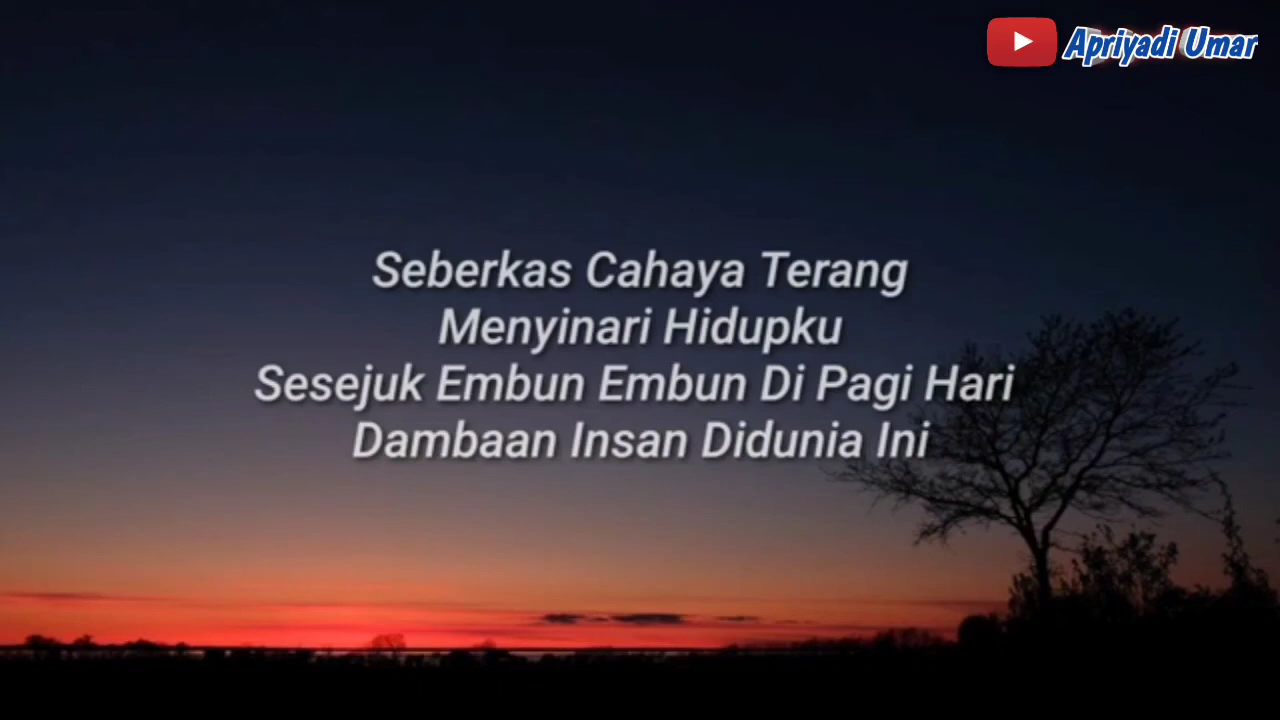 Apriyadi Umar
Seberkas Cahaya Terang
Menyinari Hidupku
Sesejuk Embun Embun Di Pagi Hari
Dambaan Insan Didunia Ini